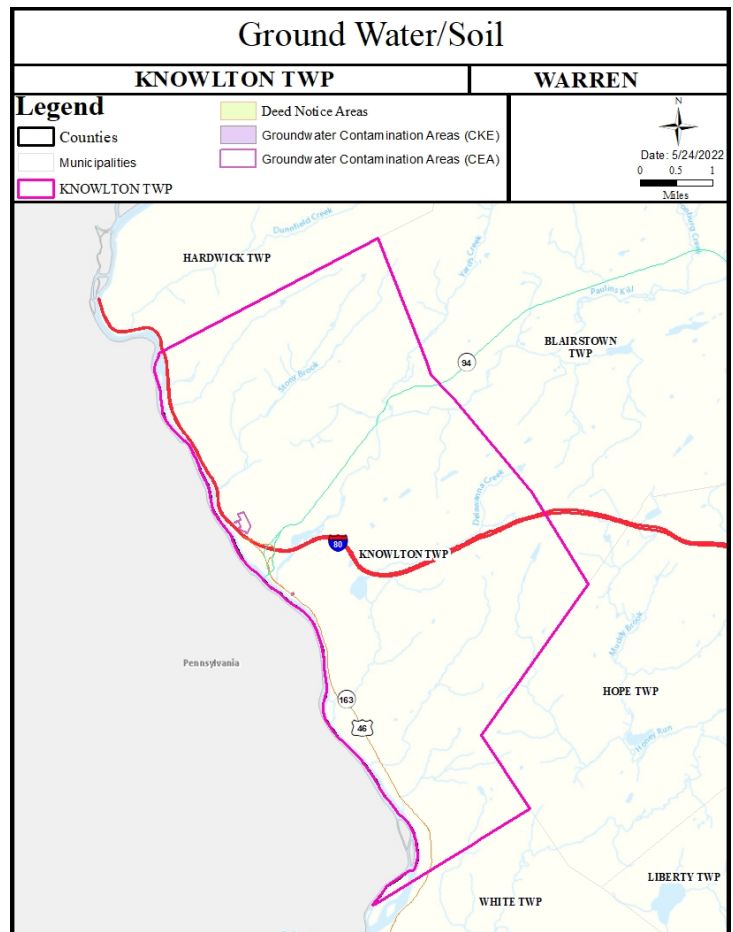 Ground Water/Soil
KNOWLTON TWP
WARREN
Legend
Counties
Municipalities
KNOWLTON TWP
Deed Notice Areas
Groundwater Contamination Areas (CKE)
Groundwater Contamination Areas (CEA)
N
Date: 5/24/2022
0 0.5 1
Miles
Dunnfield Creek
HARDWICK TWP
Yards Creek
Paulins Kill
BLAIRSTOWN
TWP
94
Stony Brook
Delawanna Creek
80
KNOWLTON TWP
Muddy Brook
Pennsylvania
HOPE TWP
163
46
Honey Run
LIBERTY TWP
WHITE TWP